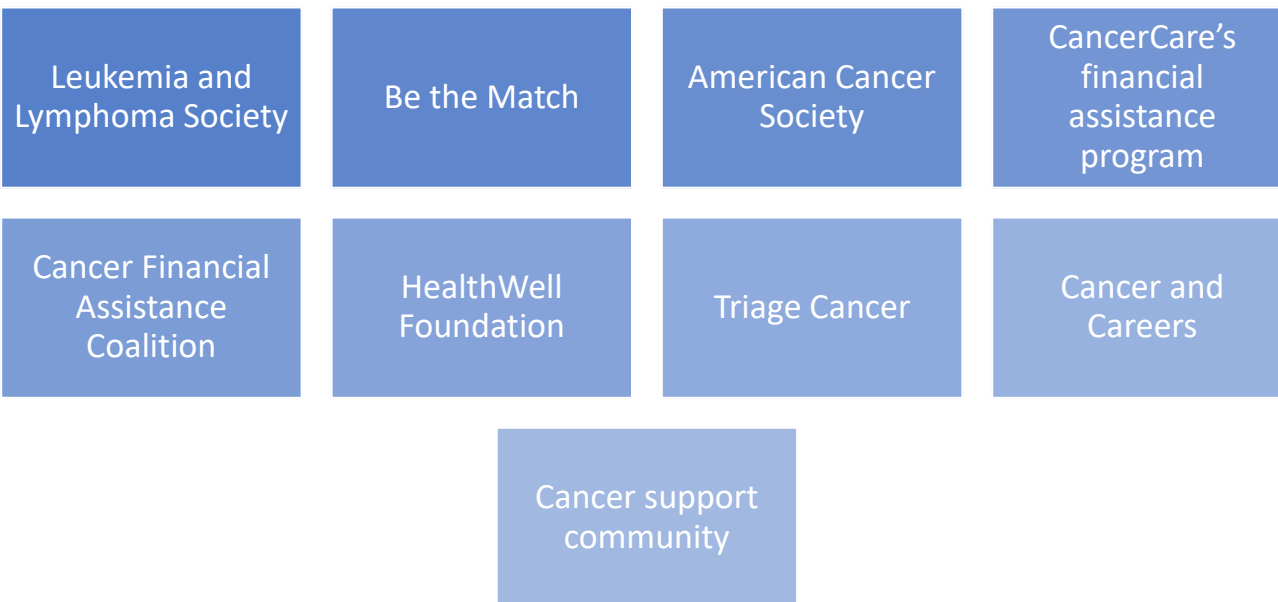 Leukemia and
Lymphoma Society
Be the Match
American Cancer
Society
CancerCare’s
financial
assistance
program
Cancer Financial
Assistance
Coalition
HealthWell
Foundation
Triage Cancer
Cancer and
Careers
Cancer support
community